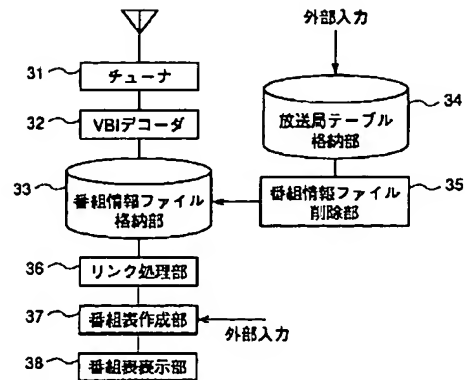 外部入力
31
チューナ
34
32
VBIデコーダ
放送局テーブル
格納部
33
番組情報ファイル
格納部
番組情報ファイル
削除部
35
36
リンク処理部
37
番組表作成部
外部入力
38
番組表表示部